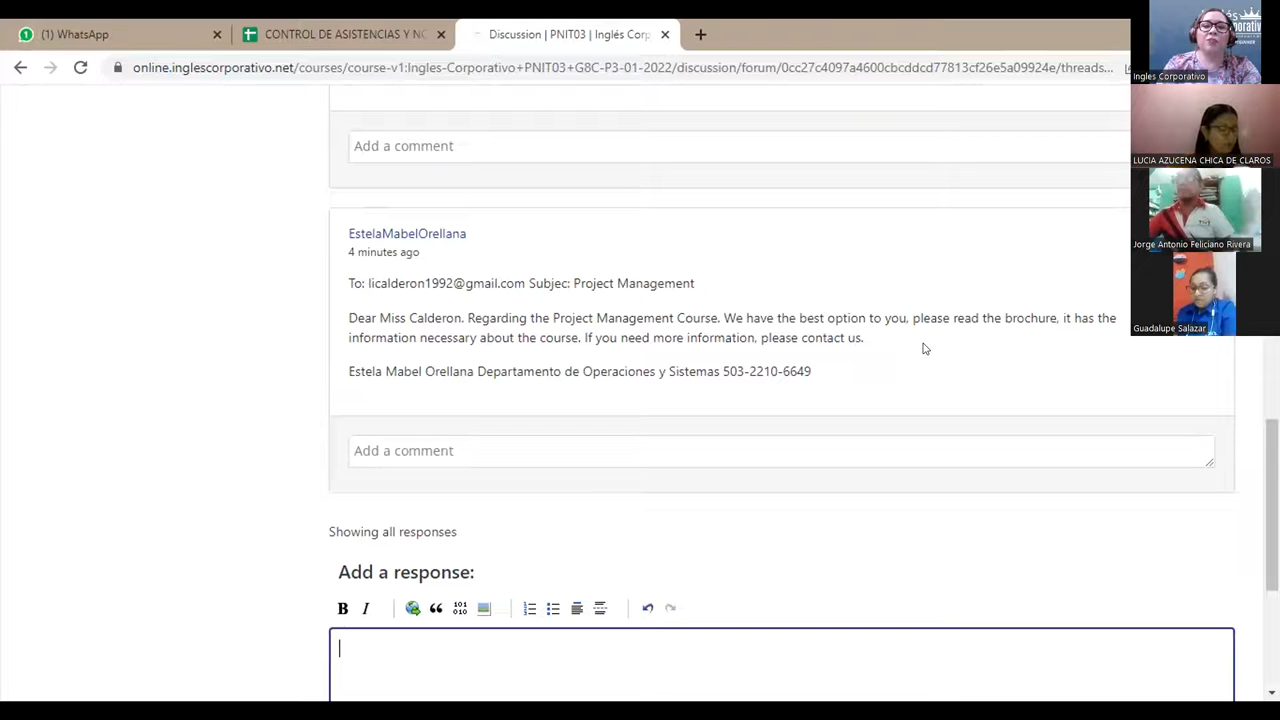 (1) WhatsApp
CONTROL DE ASISTENCIAS Y NO
Discussion | PNIT03 | Inglés Corp
online.inglescorporativo.net/courses/course-v1:Ingles-Corporativo+PNIT03+G8C-P3-01-2022/discussion/forum/0cc27c4097a4600cbcddcd77813cf26e5a09924e/threads...
Ingles Corporativo
LUCIA AZUCENA CHICA DE CLAROS
Jorge Antonio Feliciano Rivera
Guadalupe Salazar
Add a comment
EstelaMabelOrellana
4 minutes ago
To: licalderon1992@gmail.com Subjec: Project Management
Dear Miss Calderon. Regarding the Project Management Course. We have the best option to you, please read the brochure, it has the
information necessary about the course. If you need more information, please contact us.
Estela Mabel Orellana Departamento de Operaciones y Sistemas 503-2210-6649
Add a comment
Showing all responses
Add a response:
B I
101
010